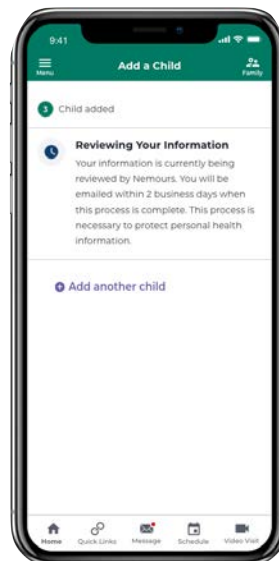 9:41
Menu
Add a Child
Family
3 Child added
Reviewing Your Information
Your information is currently being
reviewed by Nemours. You will be
emailed within 2 business days when
this process is complete. This process is
necessary to protect personal health
information.
Add another child
Home Quick Links Message Schedule Video Visit